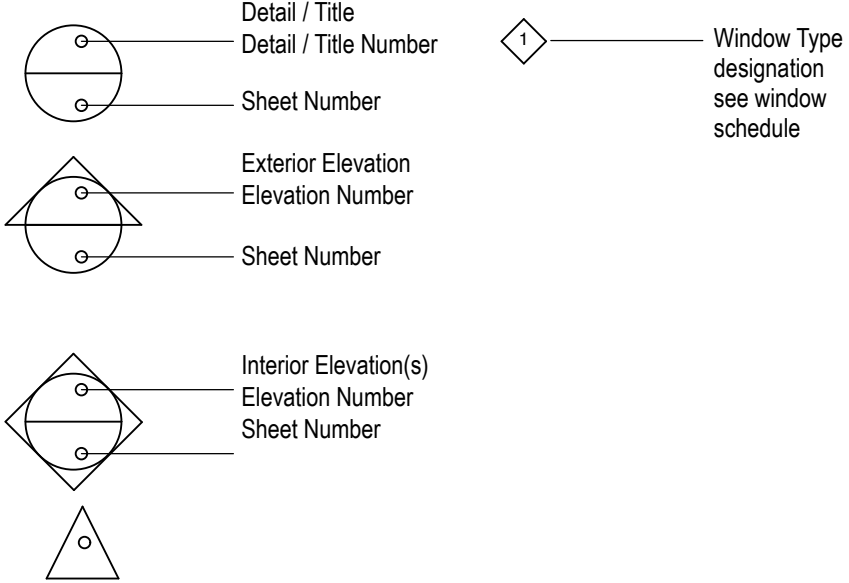 Detail / Title
Detail / Title Number
Sheet Number
Exterior Elevation
Elevation Number
Sheet Number
Interior Elevation(s)
Elevation Number
Sheet Number
1
Window Type
designation
see window
schedule